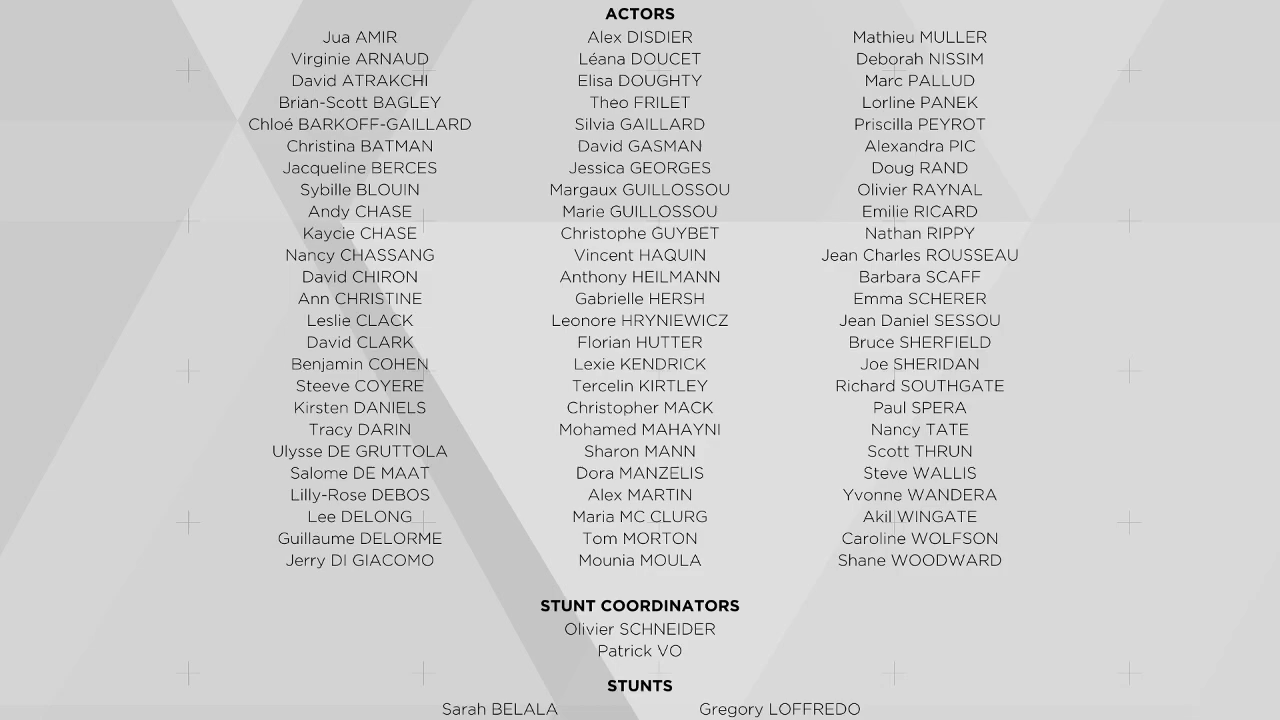 ACTORS
Jua AMIR
Virginie ARNAUD
David ATRAKCHI
Brian-Scott BAGLEY
Chloé BARKOFF-GAILLARD
Christina BATMAN
Jacqueline BERCES
Sybille BLOUIN
Andy CHASE
Kaycie CHASE
Nancy CHASSANG
David CHIRON
Ann CHRISTINE
Leslie CLACK
David CLARK
Benjamin COHEN
Steeve COYERE
Kirsten DANIELS
Tracy DARIN
Ulysse DE GRUTTOLA
Salome DE MAAT
Lilly-Rose DEBOS
Lee DELONG
Guillaume DELORME
Jerry DI GIACOMO
Alex DISDIER
Léana DOUCET
Elisa DOUGHTY
Theo FRILET
Silvia GAILLARD
David GASMAN
Jessica GEORGES
Margaux GUILLOSSOU
Marie GUILLOSSOU
Christophe GUYBET
Vincent HAQUIN
Anthony HEILMANN
Gabrielle HERSH
Leonore HRYNIEWICZ
Florian HUTTER
Lexie KENDRICK
Tercelin KIRTLEY
Christopher MACK
Mohamed MAHAYNI
Sharon MANN
Dora MANZELIS
Alex MARTIN
Maria MC CLURG
Tom MORTON
Mounia MOULA
Mathieu MULLER
Deborah NISSIM
Marc PALLUD
Lorline PANEK
Priscilla PEYROT
Alexandra PIC
Doug RAND
Olivier RAYNAL
Emilie RICARD
Nathan RIPPY
Jean Charles ROUSSEAU
Barbara SCAFF
Emma SCHERER
Jean Daniel SESSOU
Bruce SHERFIELD
Joe SHERIDAN
Richard SOUTHGATE
Paul SPERA
Nancy TATE
Scott THRUN
Steve WALLIS
Yvonne WANDERA
Akil WINGATE
Caroline WOLFSON
Shane WOODWARD
STUNT COORDINATORS
Olivier SCHNEIDER
Patrick VO
STUNTS
Sarah BELALA
Gregory LOFFREDO